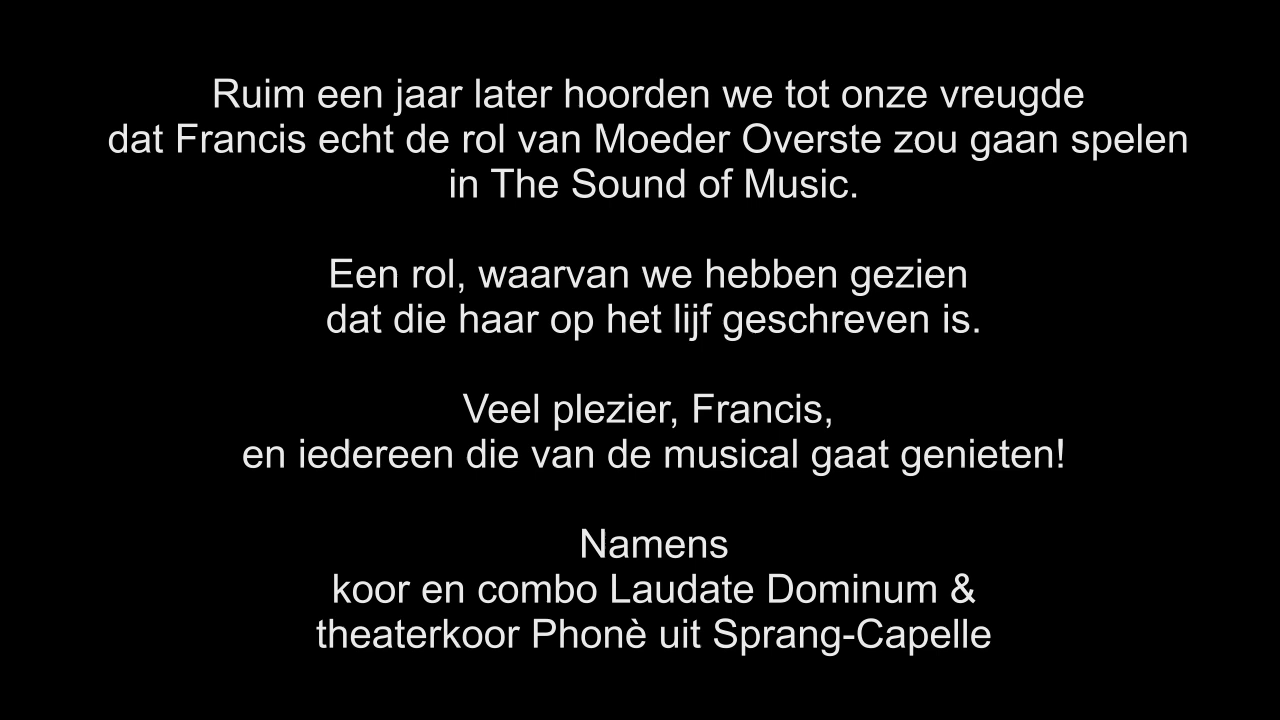 Ruim een jaar later hoorden we tot onze vreugde
dat Francis echt de rol van Moeder Overste zou gaan spelen
in The Sound of Music.
Een rol, waarvan we hebben gezien
dat die haar op het lijf geschreven is.
Veel plezier, Francis,
en iedereen die van de musical gaat genieten!
Namens
koor en combo Laudate Dominum &
theaterkoor Phonè uit Sprang-Capelle